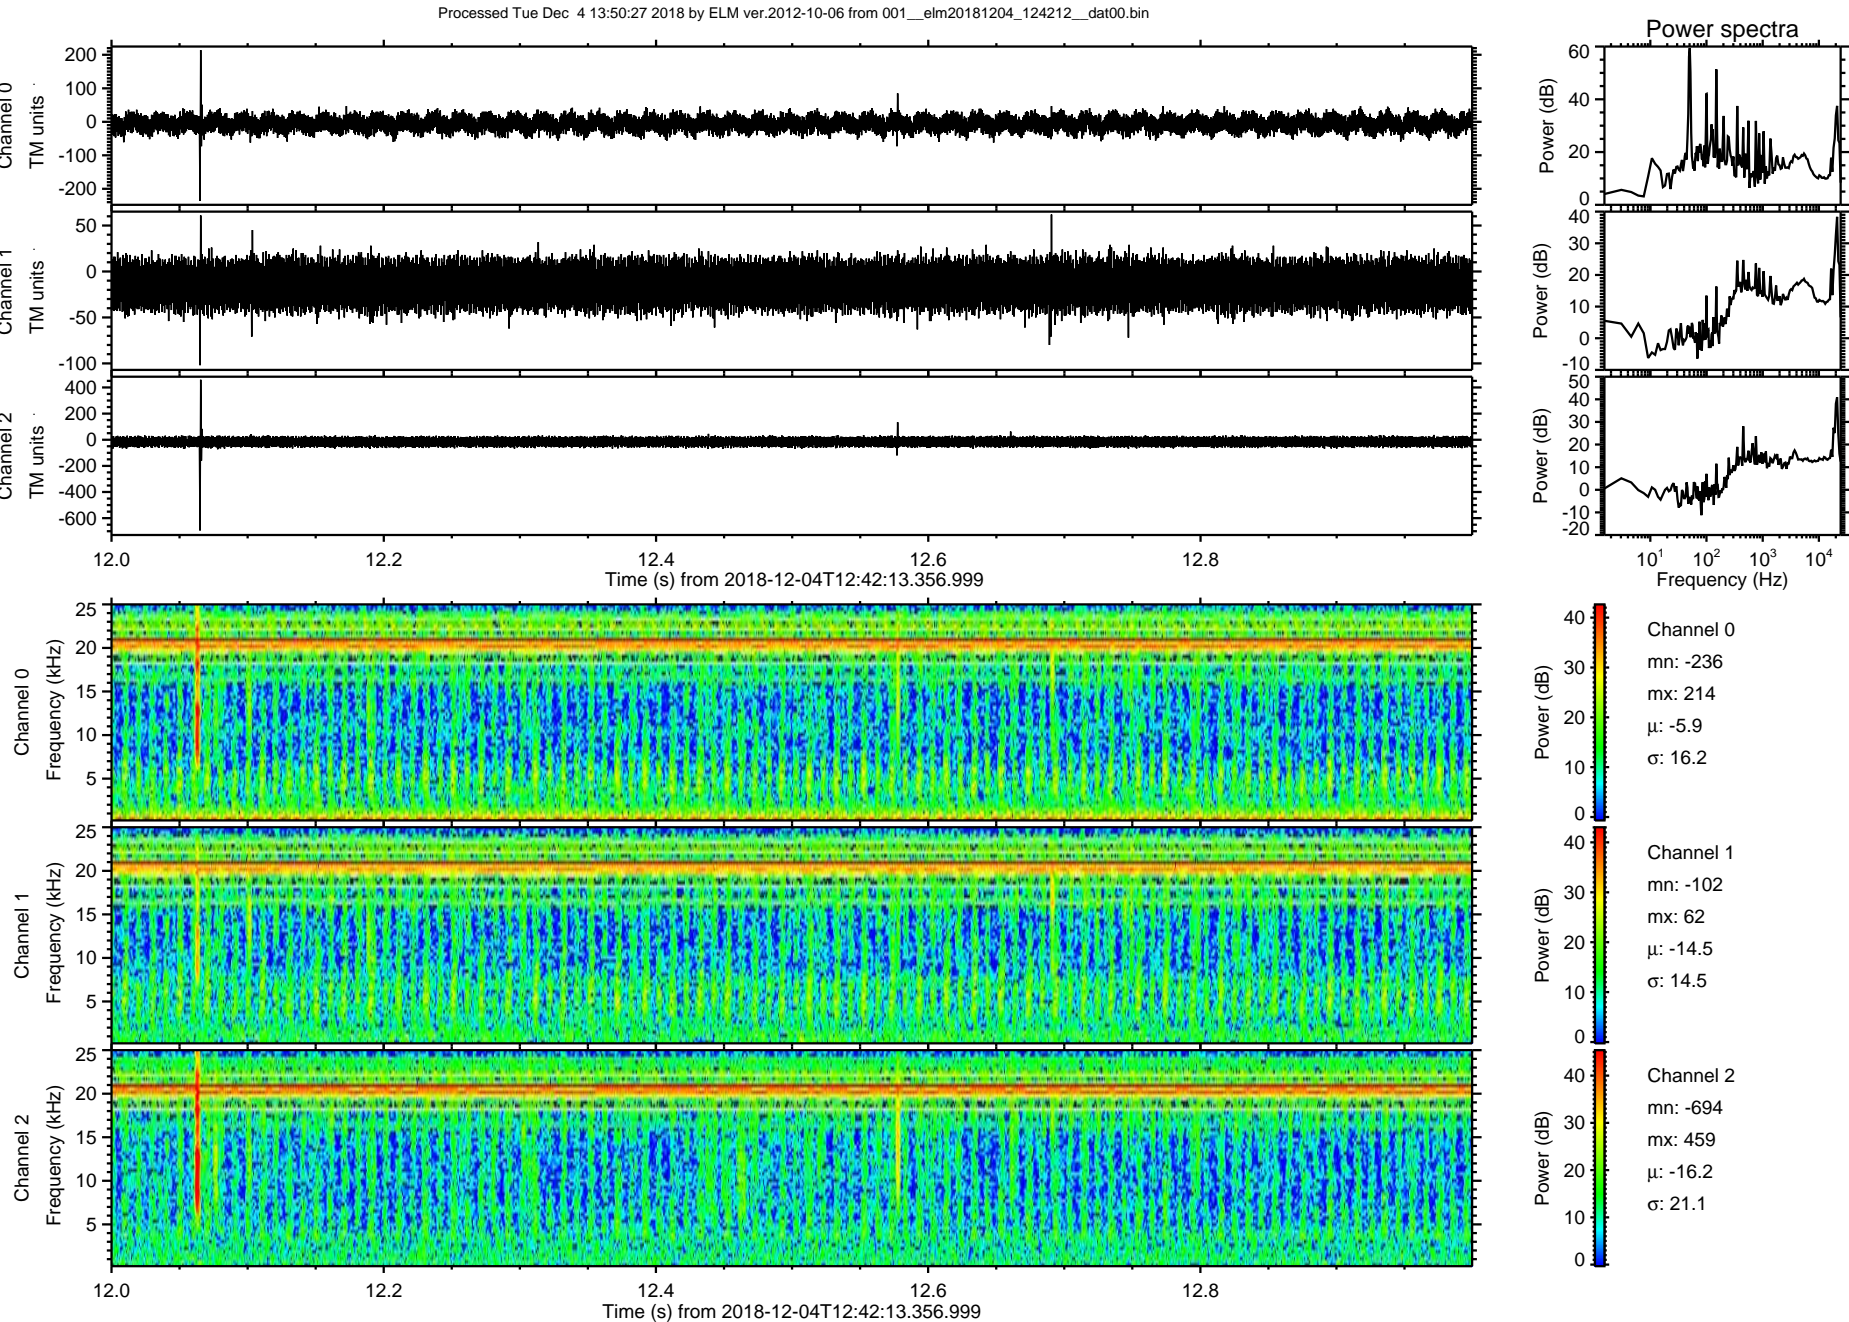 Processed Tue Dec  4 13:50:27 2018 by ELM ver.2012-10-06 from 001__elm20181204_124212__dat00.bin
Power spectra
Channel 0
TM units
200
100
0
-100
-200
Power (dB)
60
40
20
0
Channel 1
TM units
50
0
-50
-100
Power (dB)
40
30
20
10
0
-10
Channel 2
TM units
400
200
0
-200
-400
-600
Power (dB)
50
40
30
20
10
0
-10
-20
12.0 12.2 12.4 12.6 12.8
Time (s) from 2018-12-04T12:42:13.356.999
10¹ 10² 10³ 10⁴
Frequency (Hz)
Channel 0
Frequency (kHz)
25
20
15
10
5
Power (dB)
40
30
20
10
0
Channel 0
mn: -236
mx: 214
μ: -5.9
σ: 16.2
Channel 1
Frequency (kHz)
25
20
15
10
5
Power (dB)
40
30
20
10
0
Channel 1
mn: -102
mx: 62
μ: -14.5
σ: 14.5
Channel 2
Frequency (kHz)
25
20
15
10
5
Power (dB)
40
30
20
10
0
Channel 2
mn: -694
mx: 459
μ: -16.2
σ: 21.1
12.0 12.2 12.4 12.6 12.8
Time (s) from 2018-12-04T12:42:13.356.999